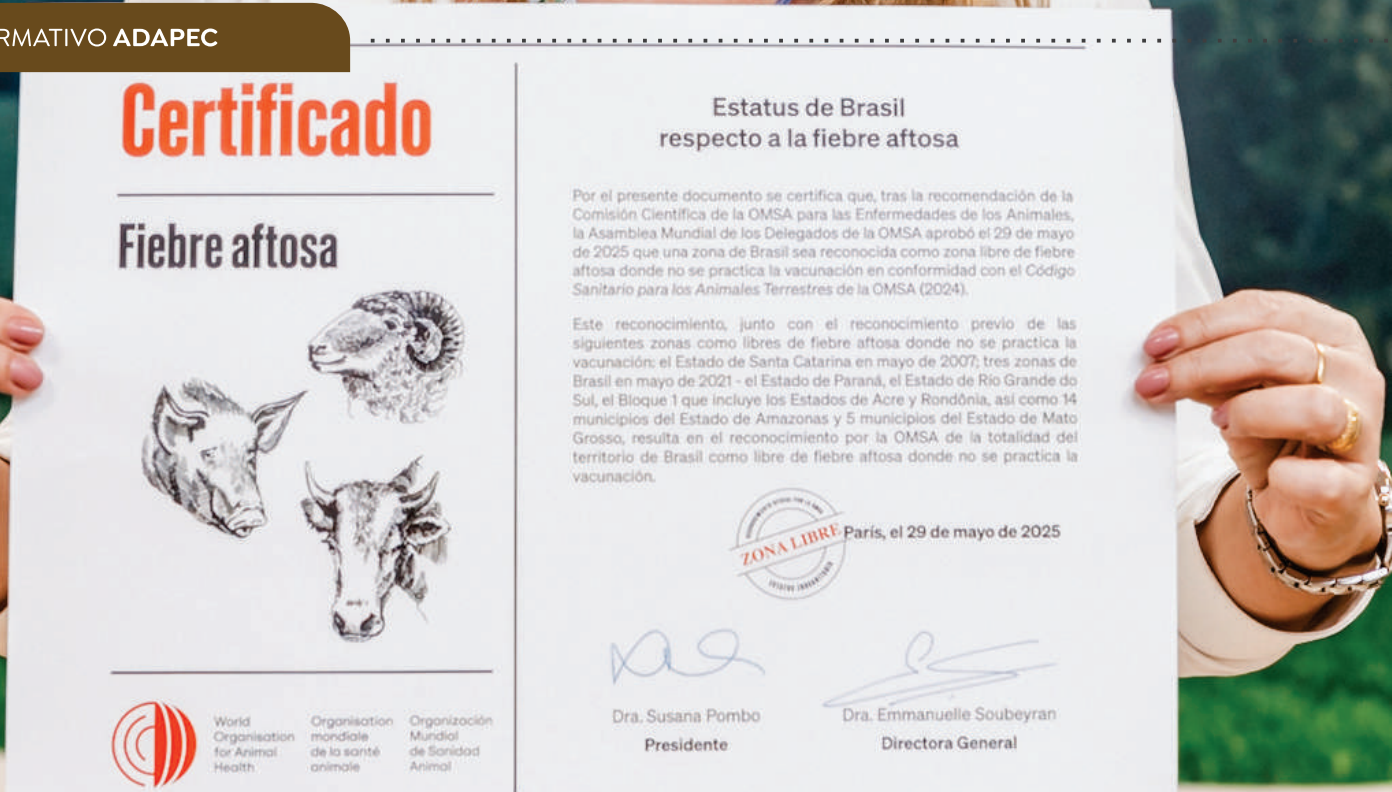 RMATIVO ADAPEC
Certificado
Fiebre aftosa
World
Organisation
for Animal
Health
Organisation
mondiale
de la santé
animale
Organización
Mundial
de Sanidad
Animal
Estatus de Brasil
respecto a la fiebre aftosa
Por el presente documento se certifica que, tras la recomendación de la
Comisión Científica de la OMSA para las Enfermedades de los Animales,
la Asamblea Mundial de los Delegados de la OMSA aprobó el 29 de mayo
de 2025 que una zona de Brasil sea reconocida como zona libre de fiebre
aftosa donde no se practica la vacunación en conformidad con el Código
Sanitario para los Animales Terrestres de la OMSA (2024).
Este reconocimiento, junto con el reconocimiento previo de las
siguientes zonas como libres de fiebre aftosa donde no se practica la
vacunación: el Estado de Santa Catarina en mayo de 2007; tres zonas de
Brasil en mayo de 2021 - el Estado de Paraná, el Estado de Río Grande do
Sul, el Bloque 1 que incluye los Estados de Acre y Rondônia, así como 14
municipios del Estado de Amazonas y 5 municipios del Estado de Mato
Grosso, resulta en el reconocimiento por la OMSA de la totalidad del
territorio de Brasil como libre de fiebre aftosa donde no se practica la
vacunación.
ZONA LIBRE
París, el 29 de mayo de 2025
Dra. Susana Pombo
Presidente
Dra. Emmanuelle Soubeyran
Directora General